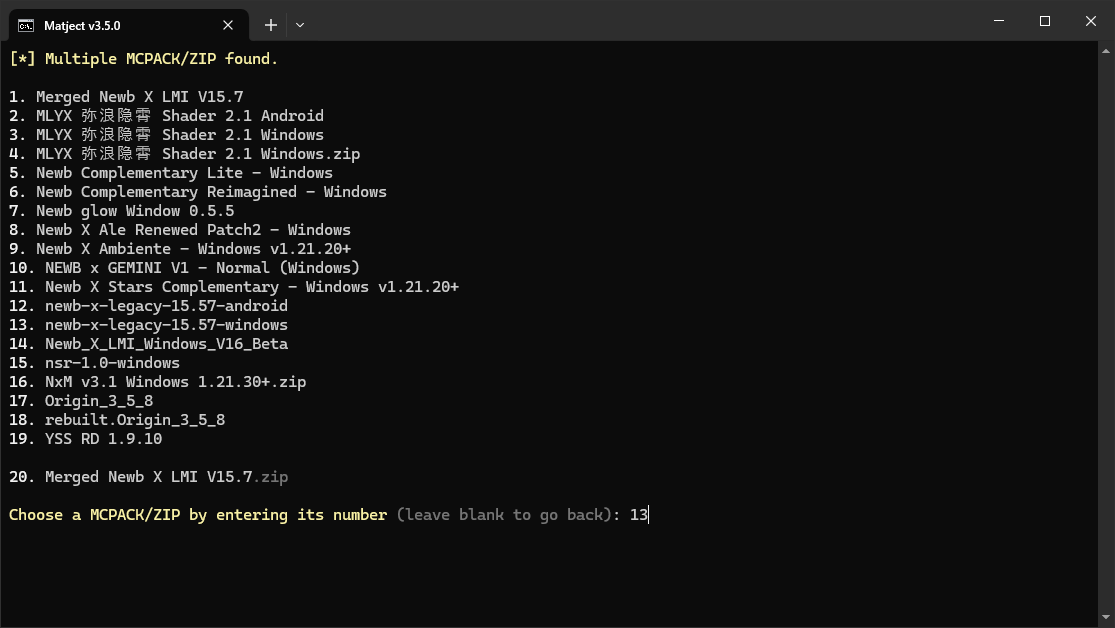 Matject v3.5.0
[*] Multiple MCPACK/ZIP found.
1. Merged Newb X LMI V15.7
2. MLYX 弥浪隐霄 Shader 2.1 Android
3. MLYX 弥浪隐霄 Shader 2.1 Windows
4. MLYX 弥浪隐霄 Shader 2.1 Windows.zip
5. Newb Complementary Lite - Windows
6. Newb Complementary Reimagined - Windows
7. Newb glow Window 0.5.5
8. Newb X Ale Renewed Patch2 - Windows
9. Newb X Ambiente - Windows v1.21.20+
10. NEWB x GEMINI V1 - Normal (Windows)
11. Newb X Stars Complementary - Windows v1.21.20+
12. newb-x-legacy-15.57-android
13. newb-x-legacy-15.57-windows
14. Newb_X_LMI_Windows_V16_Beta
15. nsr-1.0-windows
16. NxM v3.1 Windows 1.21.30+.zip
17. Origin_3_5_8
18. rebuilt.Origin_3_5_8
19. YSS RD 1.9.10
20. Merged Newb X LMI V15.7.zip
Choose a MCPACK/ZIP by entering its number (leave blank to go back): 13